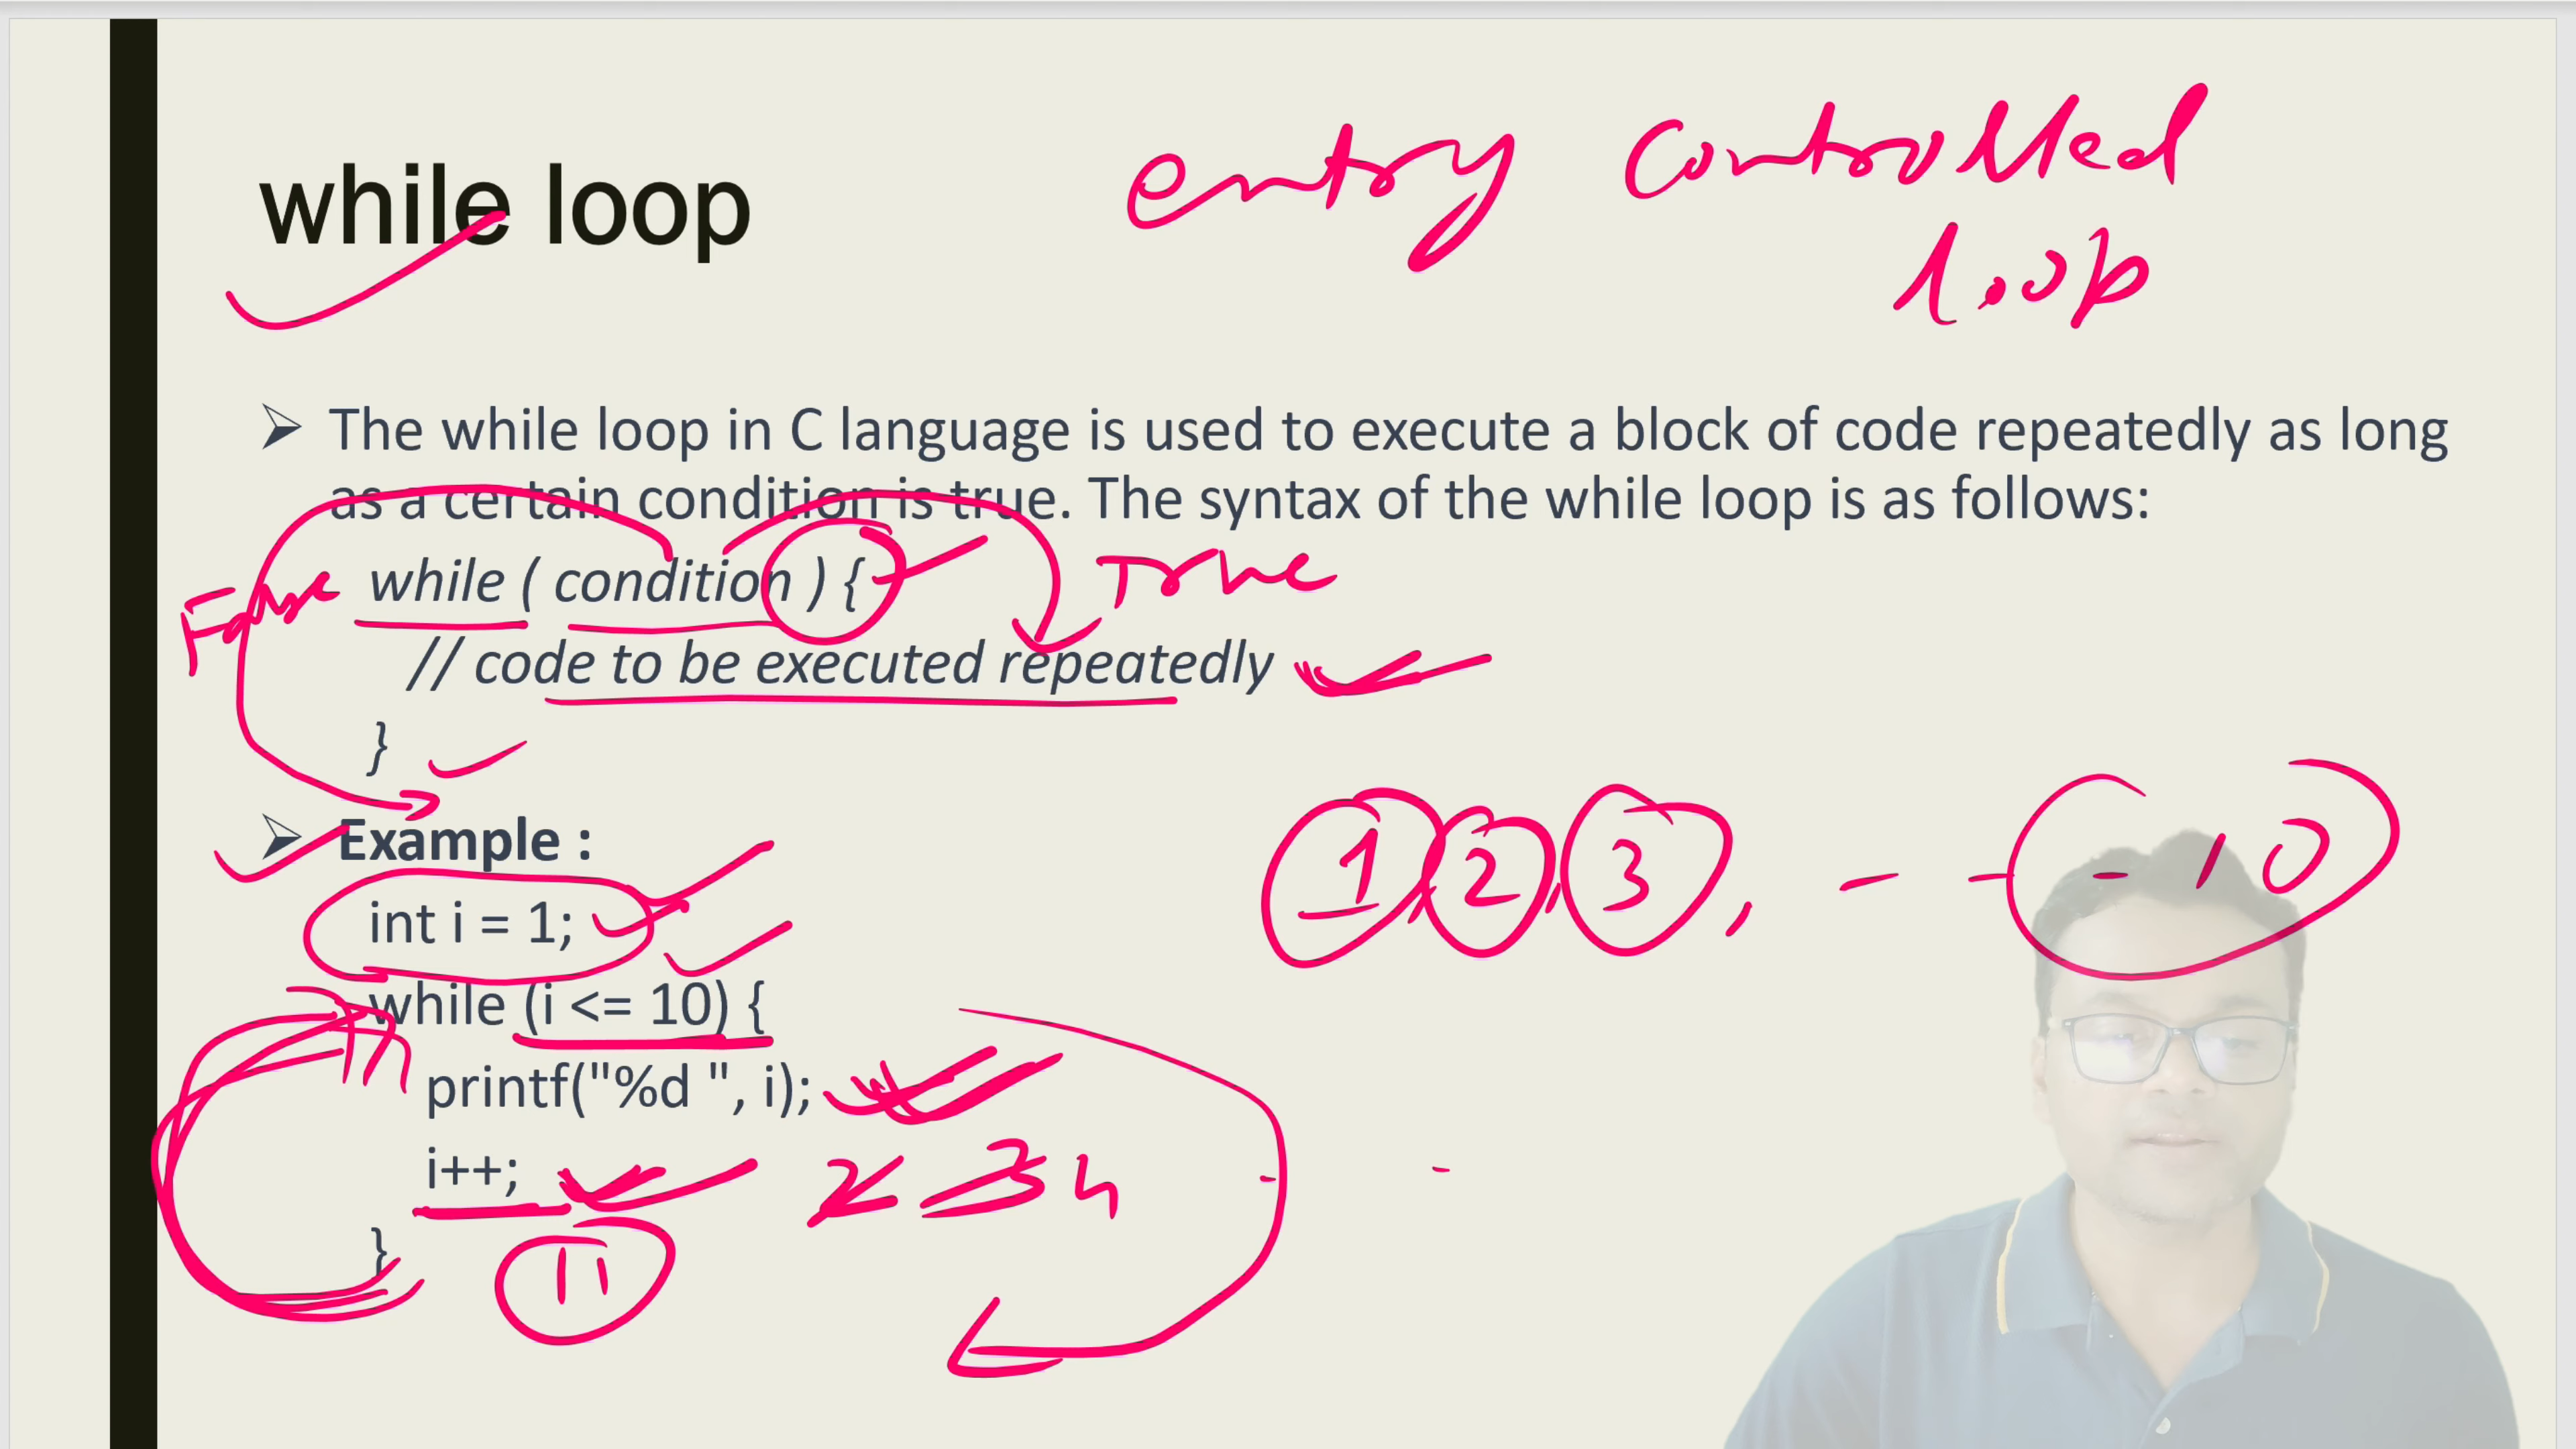 while loop
entry controlled
loop
➢ The while loop in C language is used to execute a block of code repeatedly as long
as a certain condition is true. The syntax of the while loop is as follows:
False while ( condition ) { True
// code to be executed repeatedly
}
➢ Example :
1, 2, 3, - - - 10
int i = 1;
while (i <= 10) {
printf("%d ", i);
i++; 2 3 4 - -
}
11